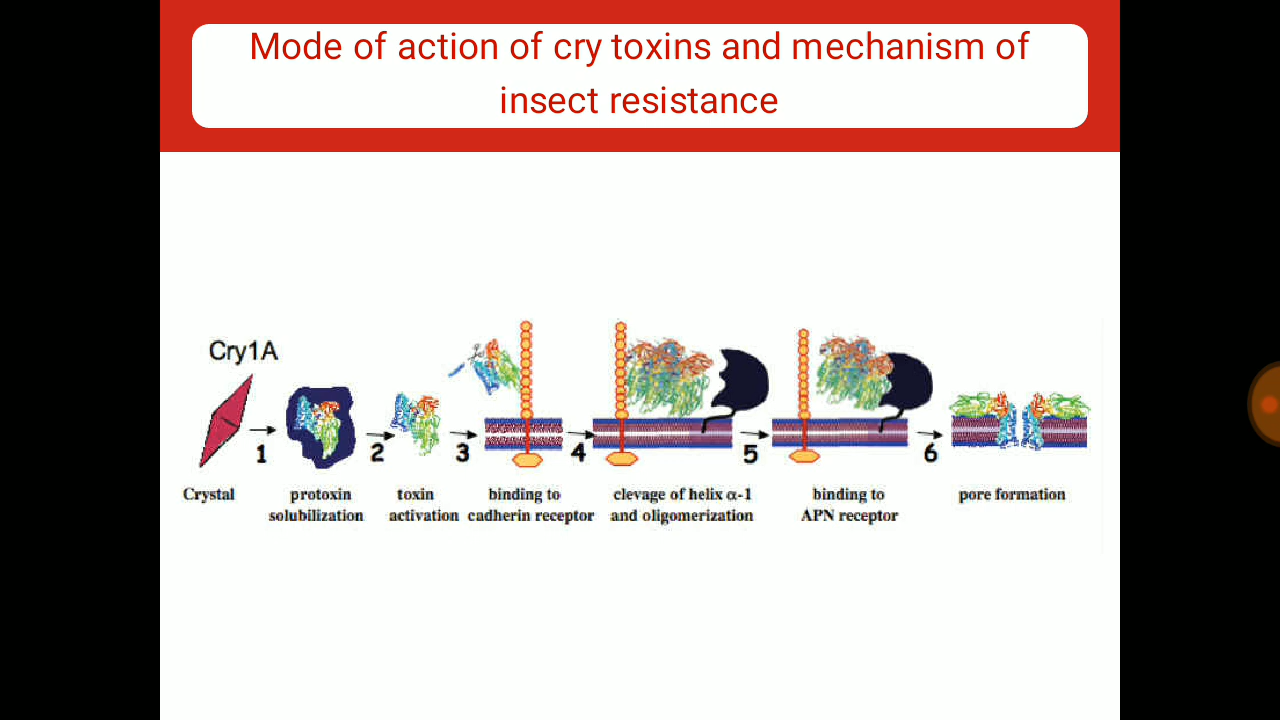 Mode of action of cry toxins and mechanism of
insect resistance
Cry1A
1
2
3
4
5
6
Crystal
protoxin
solubilization
toxin
activation
binding to
cadherin receptor
clevage of helix α-1
and oligomerization
binding to
APN receptor
pore formation